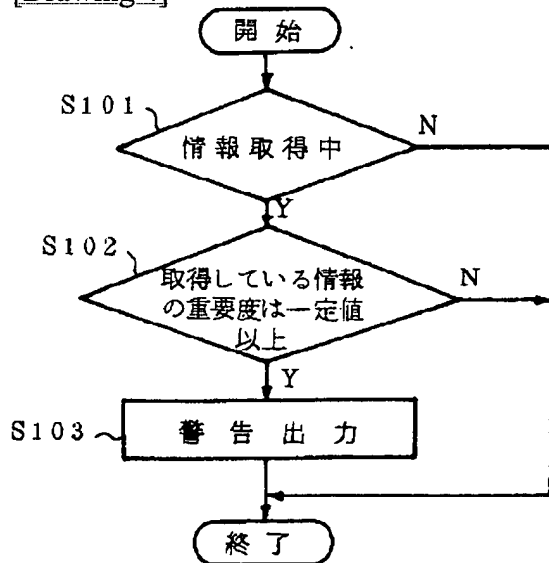 開始
S101
情報取得中
N
Y
S102
取得している情報
の重要度は一定値
以上
N
Y
S103
警告出力
終了